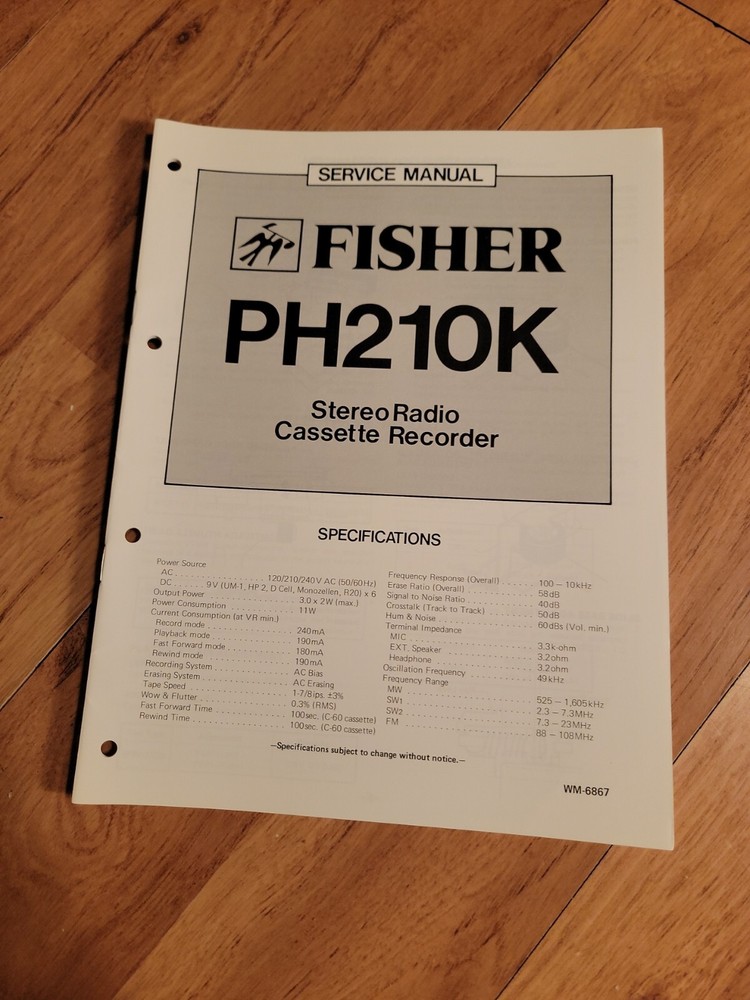 SERVICE MANUAL
FISHER
PH210K
Stereo Radio
Cassette Recorder
SPECIFICATIONS
Power Source
AC . . . . . . . . . . . . . . . 120/210/240V AC (50/60Hz)
DC . . . . . . 9V (UM-1, HP 2, D Cell, Monozellen, R20) x 6
Output Power . . . . . . . . . . . . . . 3.0 x 2W (max.)
Power Consumption . . . . . . . . . . . . . . 11W
Current Consumption (at VR min.)
Record mode . . . . . . . . . . . . . . 240mA
Playback mode . . . . . . . . . . . . . . 190mA
Fast Forward mode . . . . . . . . . . . . 180mA
Rewind mode . . . . . . . . . . . . . . 190mA
Recording System . . . . . . . . . . . . . . AC Bias
Erasing System . . . . . . . . . . . . . . AC Erasing
Tape Speed . . . . . . . . . . . . . . 1-7/8 ips. ±3%
Wow & Flutter . . . . . . . . . . . . . . 0.3% (RMS)
Fast Forward Time . . . . . . . . . . 100sec. (C-60 cassette)
Rewind Time . . . . . . . . . . . . . . 100sec. (C-60 cassette)
Frequency Response (Overall) . . . . . . 100 – 10kHz
Erase Ratio (Overall) . . . . . . . . . . 58dB
Signal to Noise Ratio . . . . . . . . . . 40dB
Crosstalk (Track to Track) . . . . . . . . 50dB
Hum & Noise . . . . . . . . . . . . 60dBs (Vol. min.)
Terminal Impedance
MIC . . . . . . . . . . . . . . 3.3k-ohm
EXT. Speaker . . . . . . . . . . . . 3.2ohm
Headphone . . . . . . . . . . . . 3.2ohm
Oscillation Frequency . . . . . . . . . . 49kHz
Frequency Range
MW . . . . . . . . . . . . . . 525 – 1,605kHz
SW1 . . . . . . . . . . . . . . 2.3 – 7.3MHz
SW2 . . . . . . . . . . . . . . 7.3 – 23MHz
FM . . . . . . . . . . . . . . 88 – 108MHz
—Specifications subject to change without notice.—
WM-6867